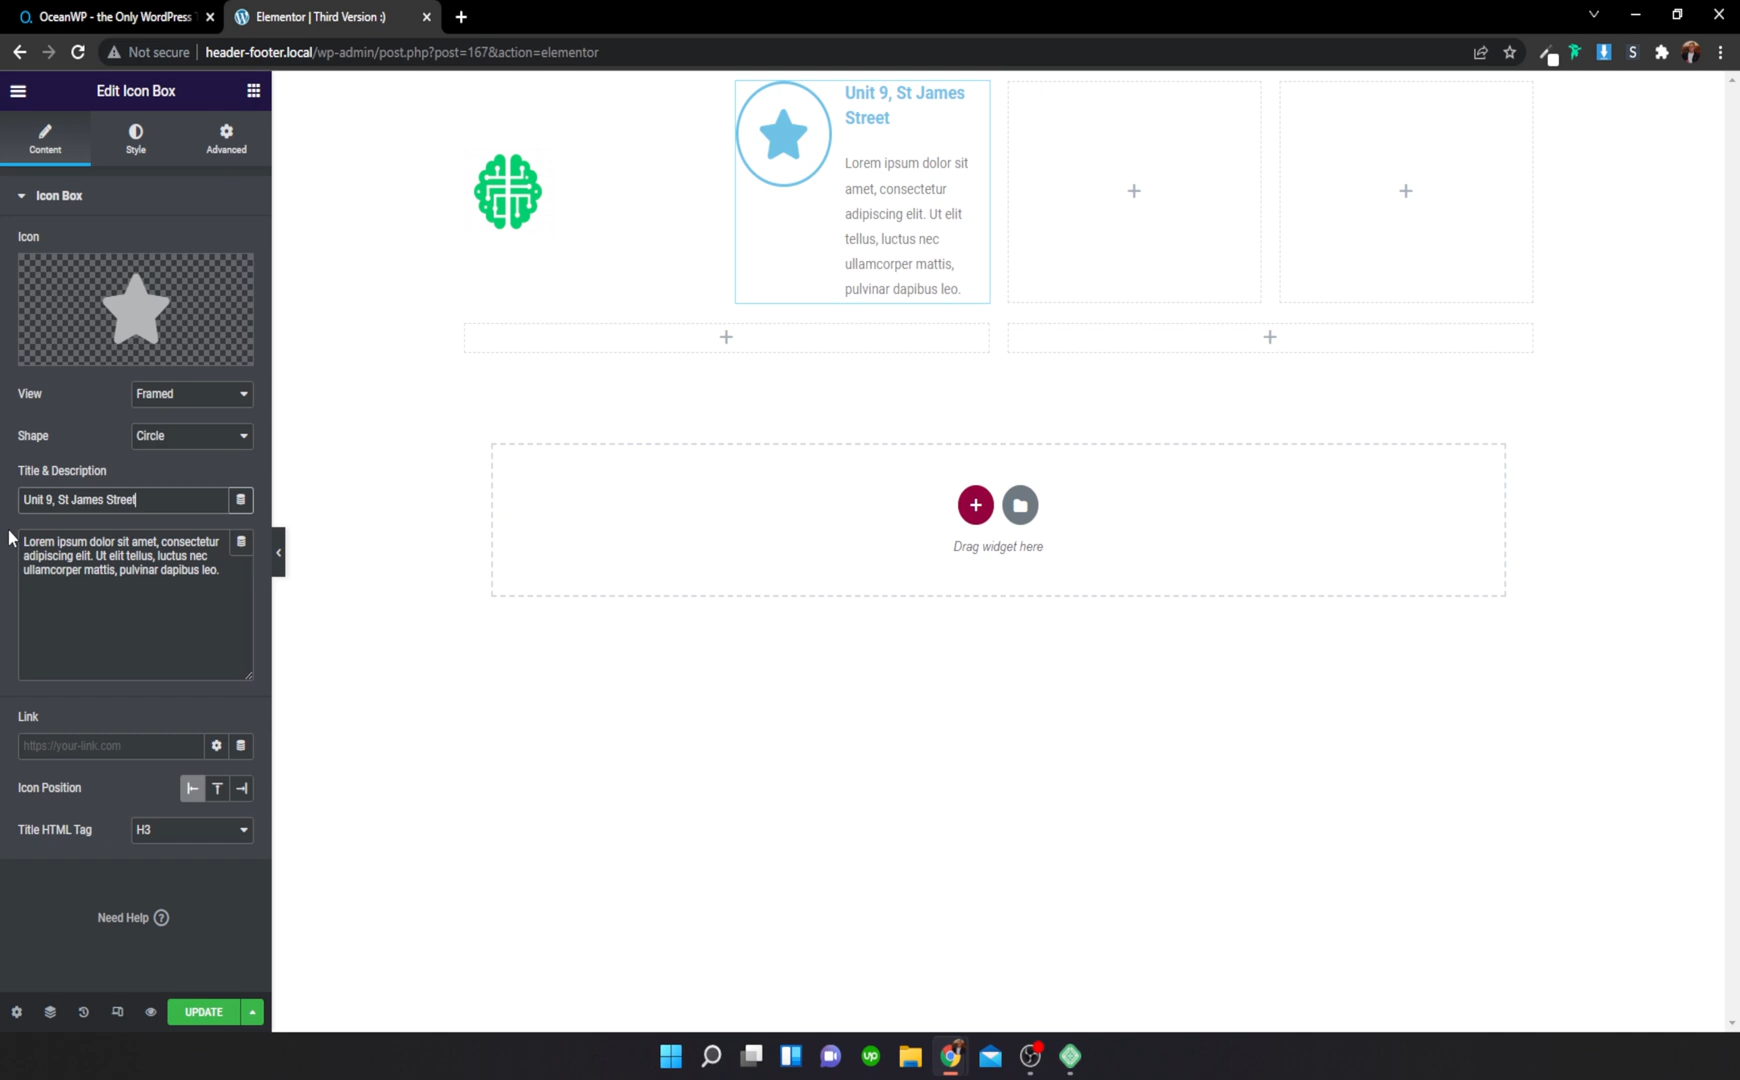 OceanWP - the Only WordPress
Elementor | Third Version :)
Not secure
header-footer.local/wp-admin/post.php?post=167&action=elementor
S
Edit Icon Box
Content
Style
Advanced
Icon Box
Icon
View
Framed
Shape
Circle
Title & Description
Unit 9, St James Street
Lorem ipsum dolor sit amet, consectetur
adipiscing elit. Ut elit tellus, luctus nec
ullamcorper mattis, pulvinar dapibus leo.
Link
https://your-link.com
Icon Position
Title HTML Tag
H3
Need Help
UPDATE
Unit 9, St James
Street
Lorem ipsum dolor sit
amet, consectetur
adipiscing elit. Ut elit
tellus, luctus nec
ullamcorper mattis,
pulvinar dapibus leo.
Drag widget here
up